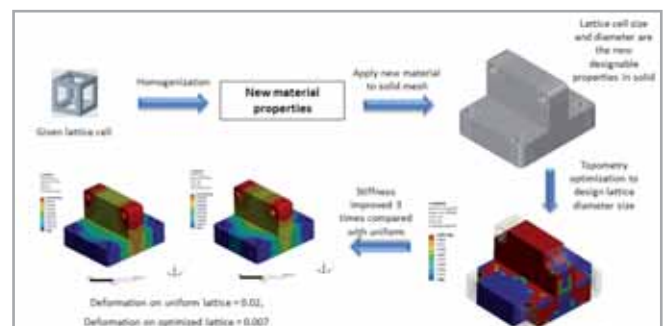 Given lattice cell
Homogenization
New material
properties
Apply new material
to solid mesh
Lattice cell size
and diameter are
the new
designable
properties in solid
Topometry
optimization to
design lattice
diameter size
Stiffness
improved 3
times compared
with uniform
Deformation on uniform lattice = 0.02,
Deformation on optimized lattice = 0.007